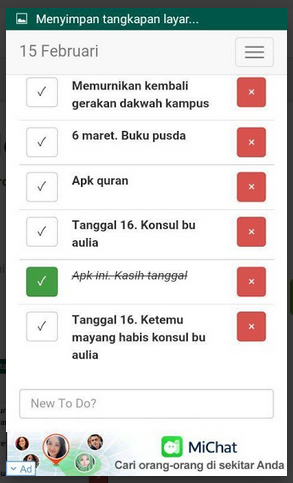 Menyimpan tangkapan layar...
15 Februari
Memurnikan kembali
gerakan dakwah kampus
6 maret. Buku pusda
Apk quran
Tanggal 16. Konsul bu
aulia
Apk ini. Kasih tanggal
Tanggal 16. Ketemu
mayang habis konsul bu
aulia
New To Do?
MiChat
Cari orang-orang di sekitar Anda
Ad